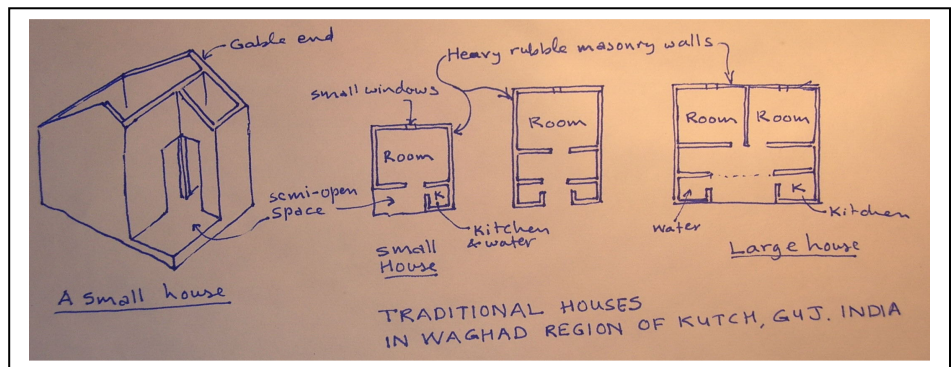 Gable end
Heavy rubble masonry walls
small windows
Room
Room
Room
Room
semi-open
space
K
K
Kitchen
& water
water
Kitchen
Small
House
Large house
A small house
TRADITIONAL HOUSES
IN WAGHAD REGION OF KUTCH, GUJ. INDIA